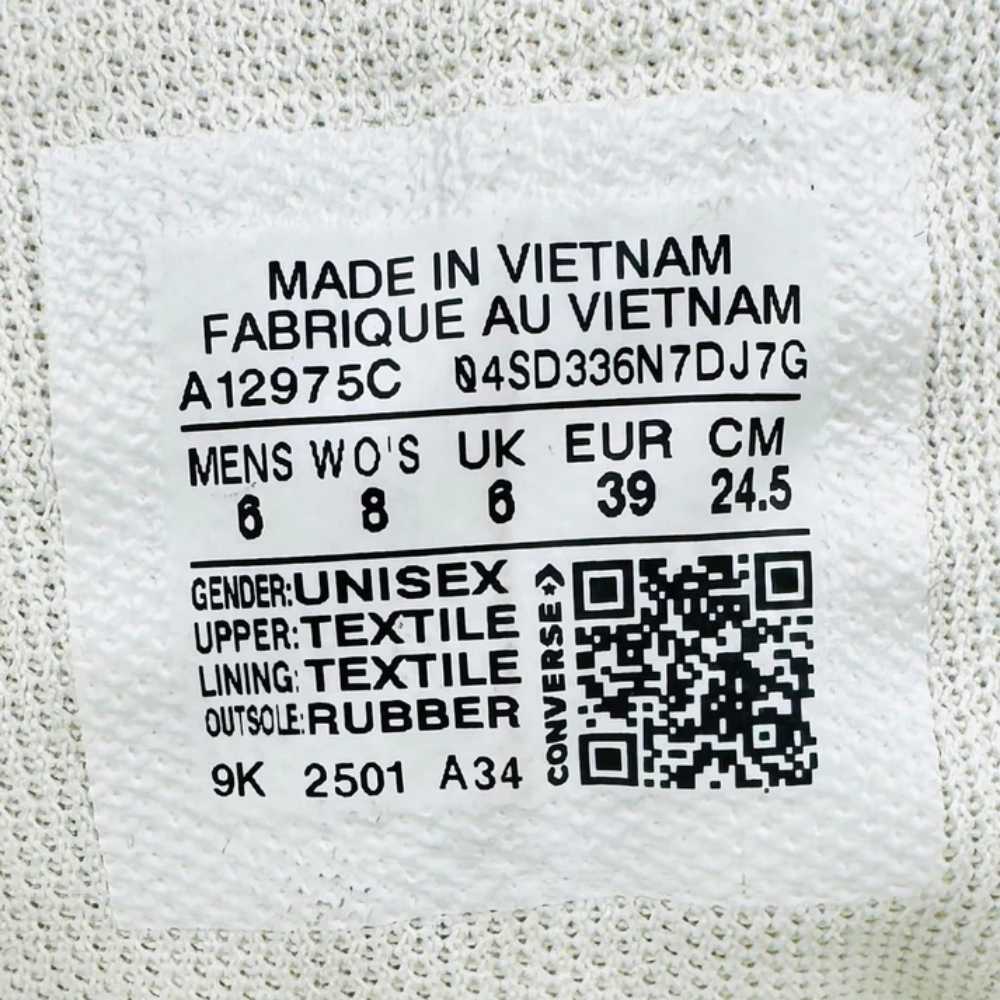 MADE IN VIETNAM
FABRIQUE AU VIETNAM
A12975C 04SD336N7DJ7G
MENS WO'S UK EUR CM
6 8 6 39 24.5
GENDER:UNISEX
UPPER:TEXTILE
LINING:TEXTILE
OUTSOLE:RUBBER
9K 2501 A34
CONVERSE